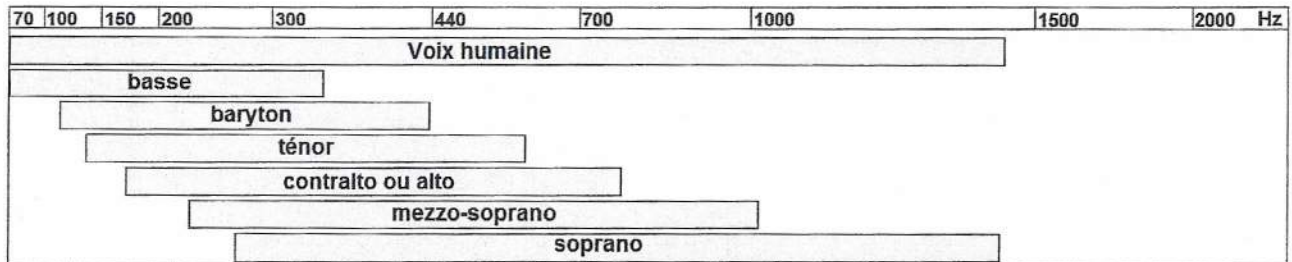 70 100 150 200 300 440 700 1000 1500 2000 Hz
Voix humaine
basse
baryton
ténor
contralto ou alto
mezzo-soprano
soprano